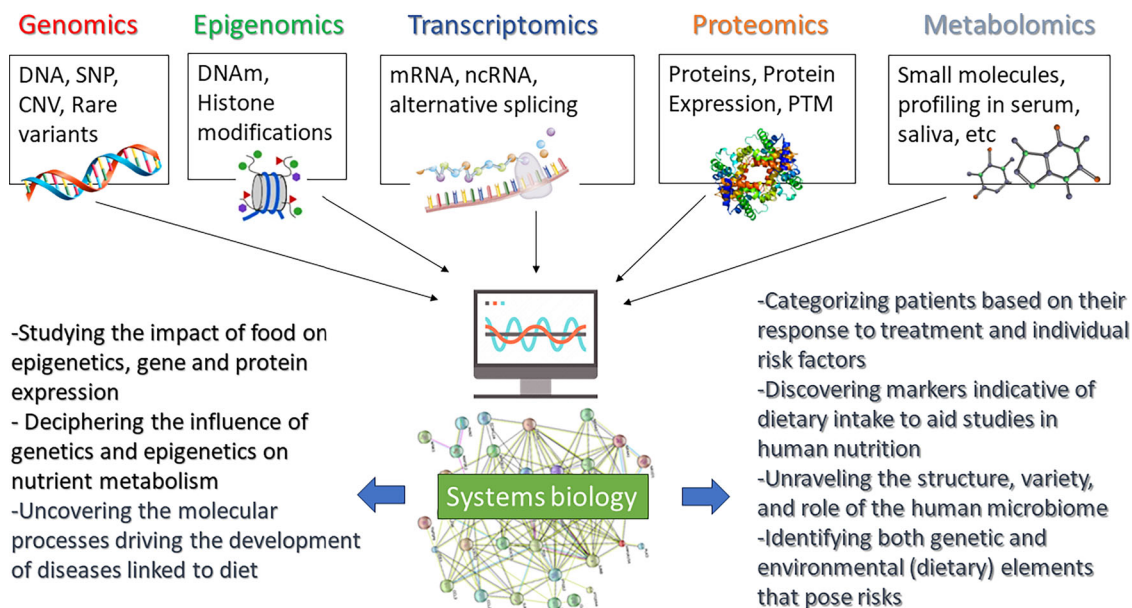 Genomics
Epigenomics
Transcriptomics
Proteomics
Metabolomics
DNA, SNP,
CNV, Rare
variants
DNAm,
Histone
modifications
mRNA, ncRNA,
alternative splicing
Proteins, Protein
Expression, PTM
Small molecules,
profiling in serum,
saliva, etc
-Studying the impact of food on
epigenetics, gene and protein
expression
- Deciphering the influence of
genetics and epigenetics on
nutrient metabolism
-Uncovering the molecular
processes driving the development
of diseases linked to diet
Systems biology
-Categorizing patients based on their
response to treatment and individual
risk factors
-Discovering markers indicative of
dietary intake to aid studies in
human nutrition
-Unraveling the structure, variety,
and role of the human microbiome
-Identifying both genetic and
environmental (dietary) elements
that pose risks